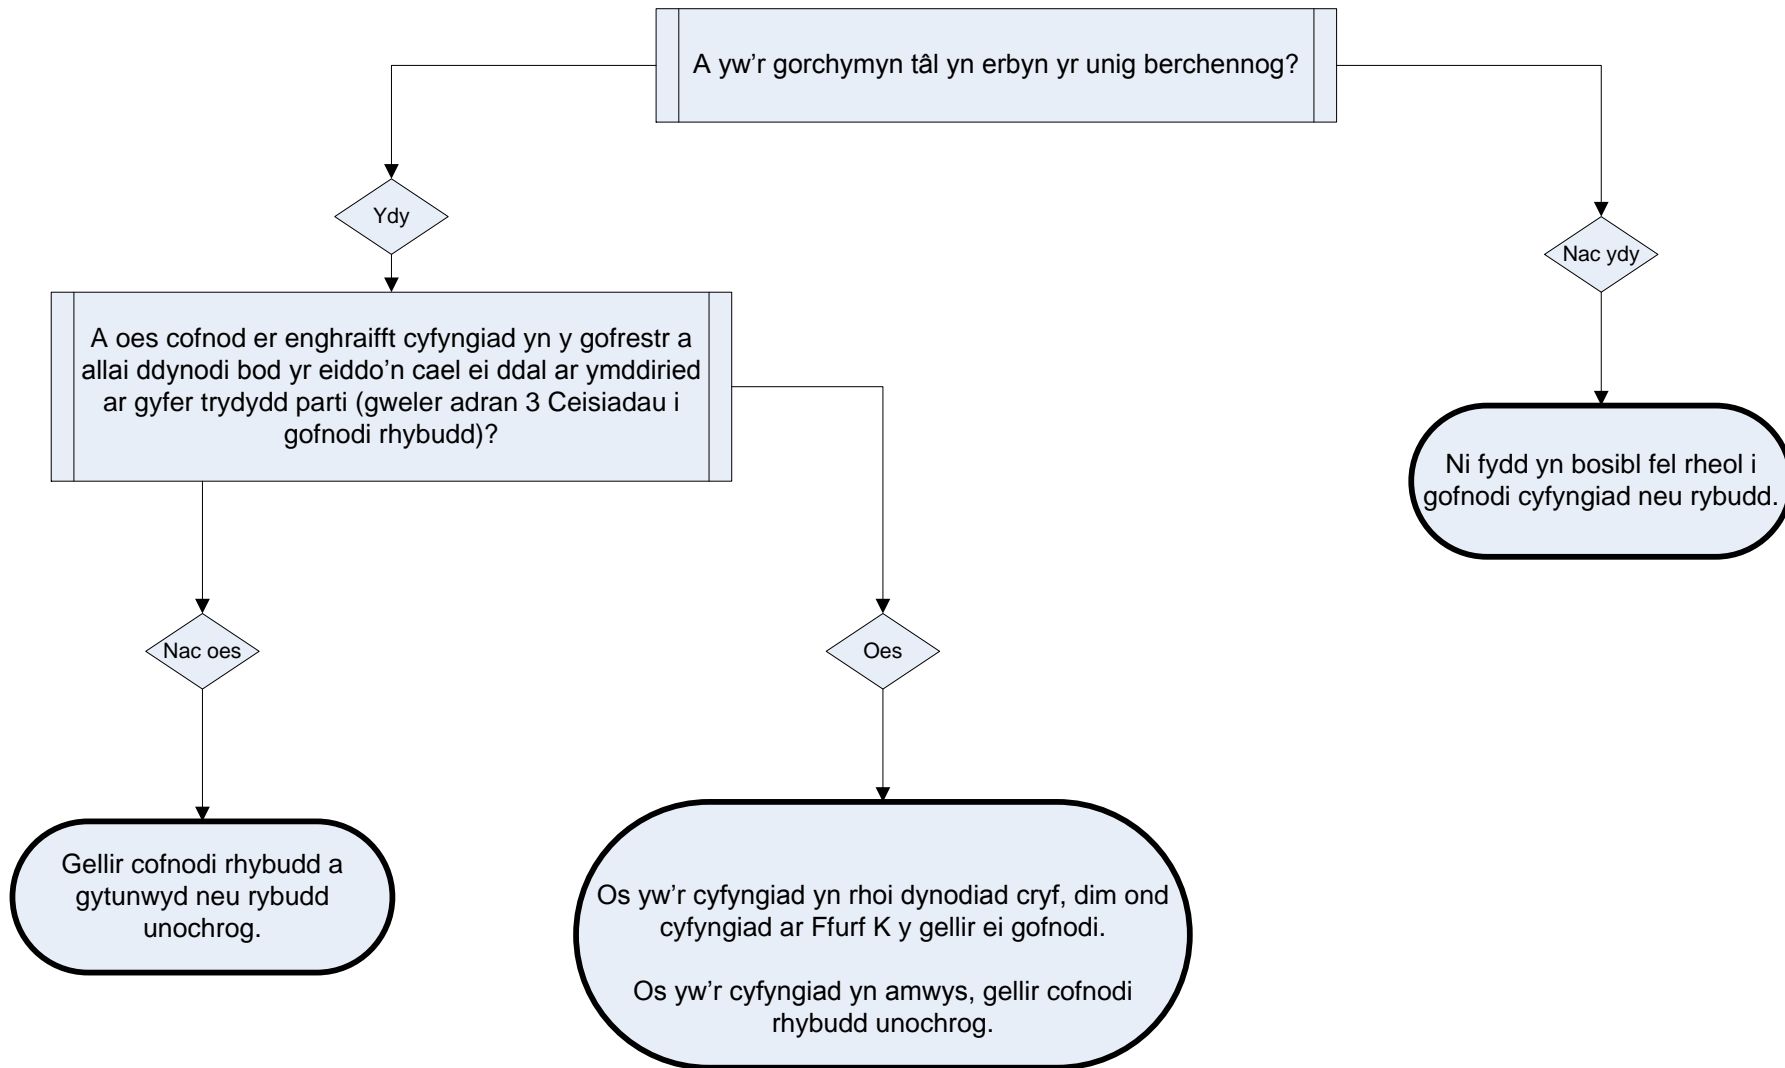 A yw’r gorchymyn tâl yn erbyn yr unig berchennog?
Ydy
Nac ydy
A oes cofnod er enghraifft cyfyngiad yn y gofrestr a
allai ddynodi bod yr eiddo’n cael ei ddal ar ymddiried
ar gyfer trydydd parti (gweler adran 3 Ceisiadau i
gofnodi rhybudd)?
Ni fydd yn bosibl fel rheol i
gofnodi cyfyngiad neu rybudd.
Nac oes
Oes
Gellir cofnodi rhybudd a
gytunwyd neu rybudd
unochrog.
Os yw’r cyfyngiad yn rhoi dynodiad cryf, dim ond
cyfyngiad ar Ffurf K y gellir ei gofnodi.
Os yw’r cyfyngiad yn amwys, gellir cofnodi
rhybudd unochrog.